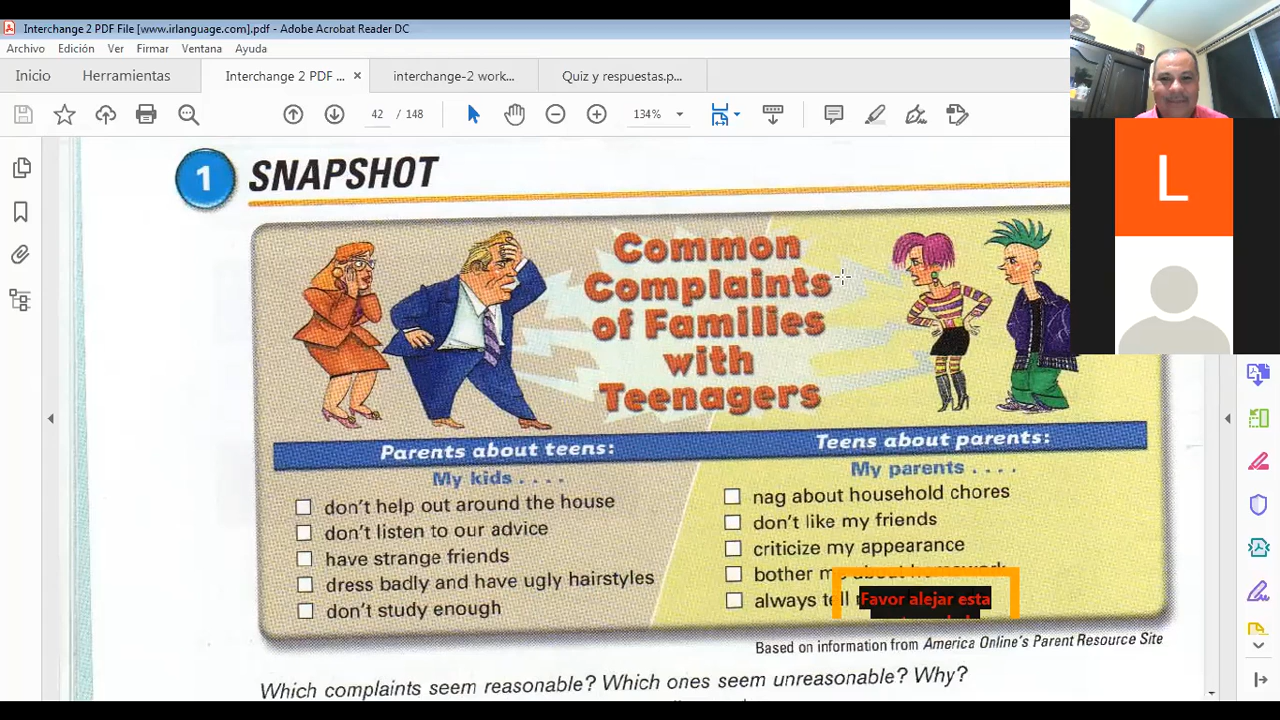 Interchange 2 PDF File [www.irlanguage.com].pdf - Adobe Acrobat Reader DC
Archivo Edición Ver Firmar Ventana Ayuda
Inicio Herramientas Interchange 2 PDF ... × interchange-2 work... Quiz y respuestas.p...
42 / 148 134%
L
1 SNAPSHOT
Common
Complaints
of Families
with
Teenagers
Parents about teens:
My kids . . . .
don't help out around the house
don't listen to our advice
have strange friends
dress badly and have ugly hairstyles
don't study enough
Teens about parents:
My parents . . . .
nag about household chores
don't like my friends
criticize my appearance
bother me about homework
always tell
Favor alejar esta
Based on information from America Online's Parent Resource Site
Which complaints seem reasonable? Which ones seem unreasonable? Why?